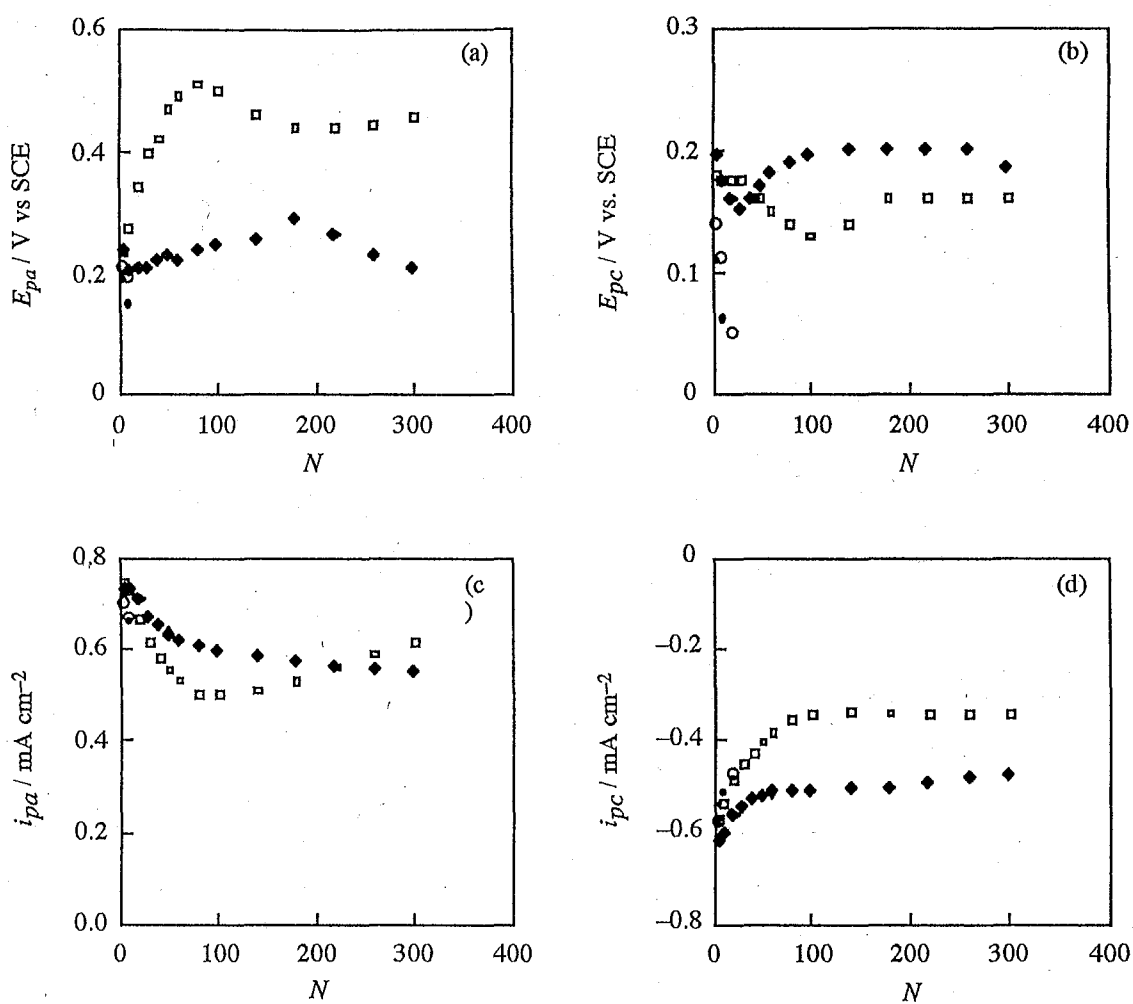 (a)
0.6
0.4
0.2
0
E_pa / V vs SCE
0 100 200 300 400
N
(b)
0.3
0.2
0.1
0
E_pc / V vs. SCE
0 100 200 300 400
N
(c
)
0.8
0.6
0.4
0.2
0.0
i_pa / mA cm⁻²
0 100 200 300 400
N
(d)
0
−0.2
−0.4
−0.6
−0.8
i_pc / mA cm⁻²
0 100 200 300 400
N